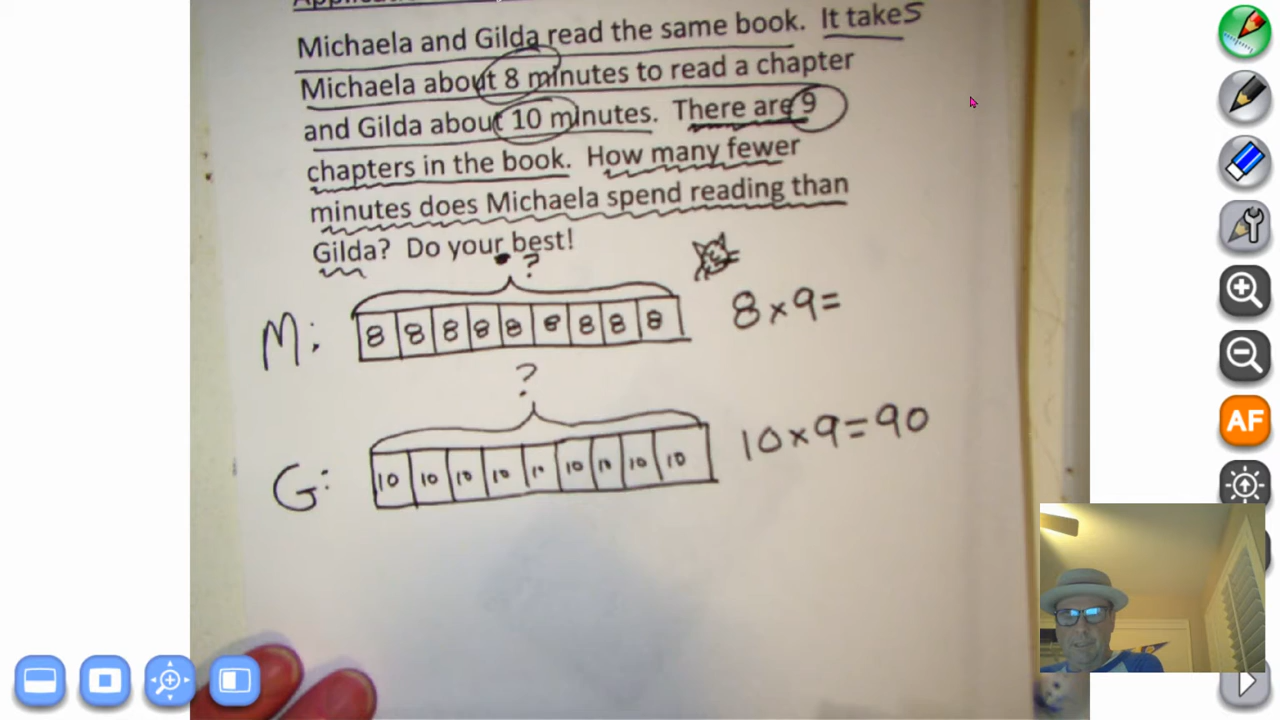 Michaela and Gilda read the same book. It takes
Michaela about 8 minutes to read a chapter
and Gilda about 10 minutes. There are 9
chapters in the book. How many fewer
minutes does Michaela spend reading than
Gilda? Do your best!
?
M: 8 8 8 8 8 8 8 8 8 8×9=
?
G: 10 10 10 10 10 10 10 10 10 10×9=90
AF